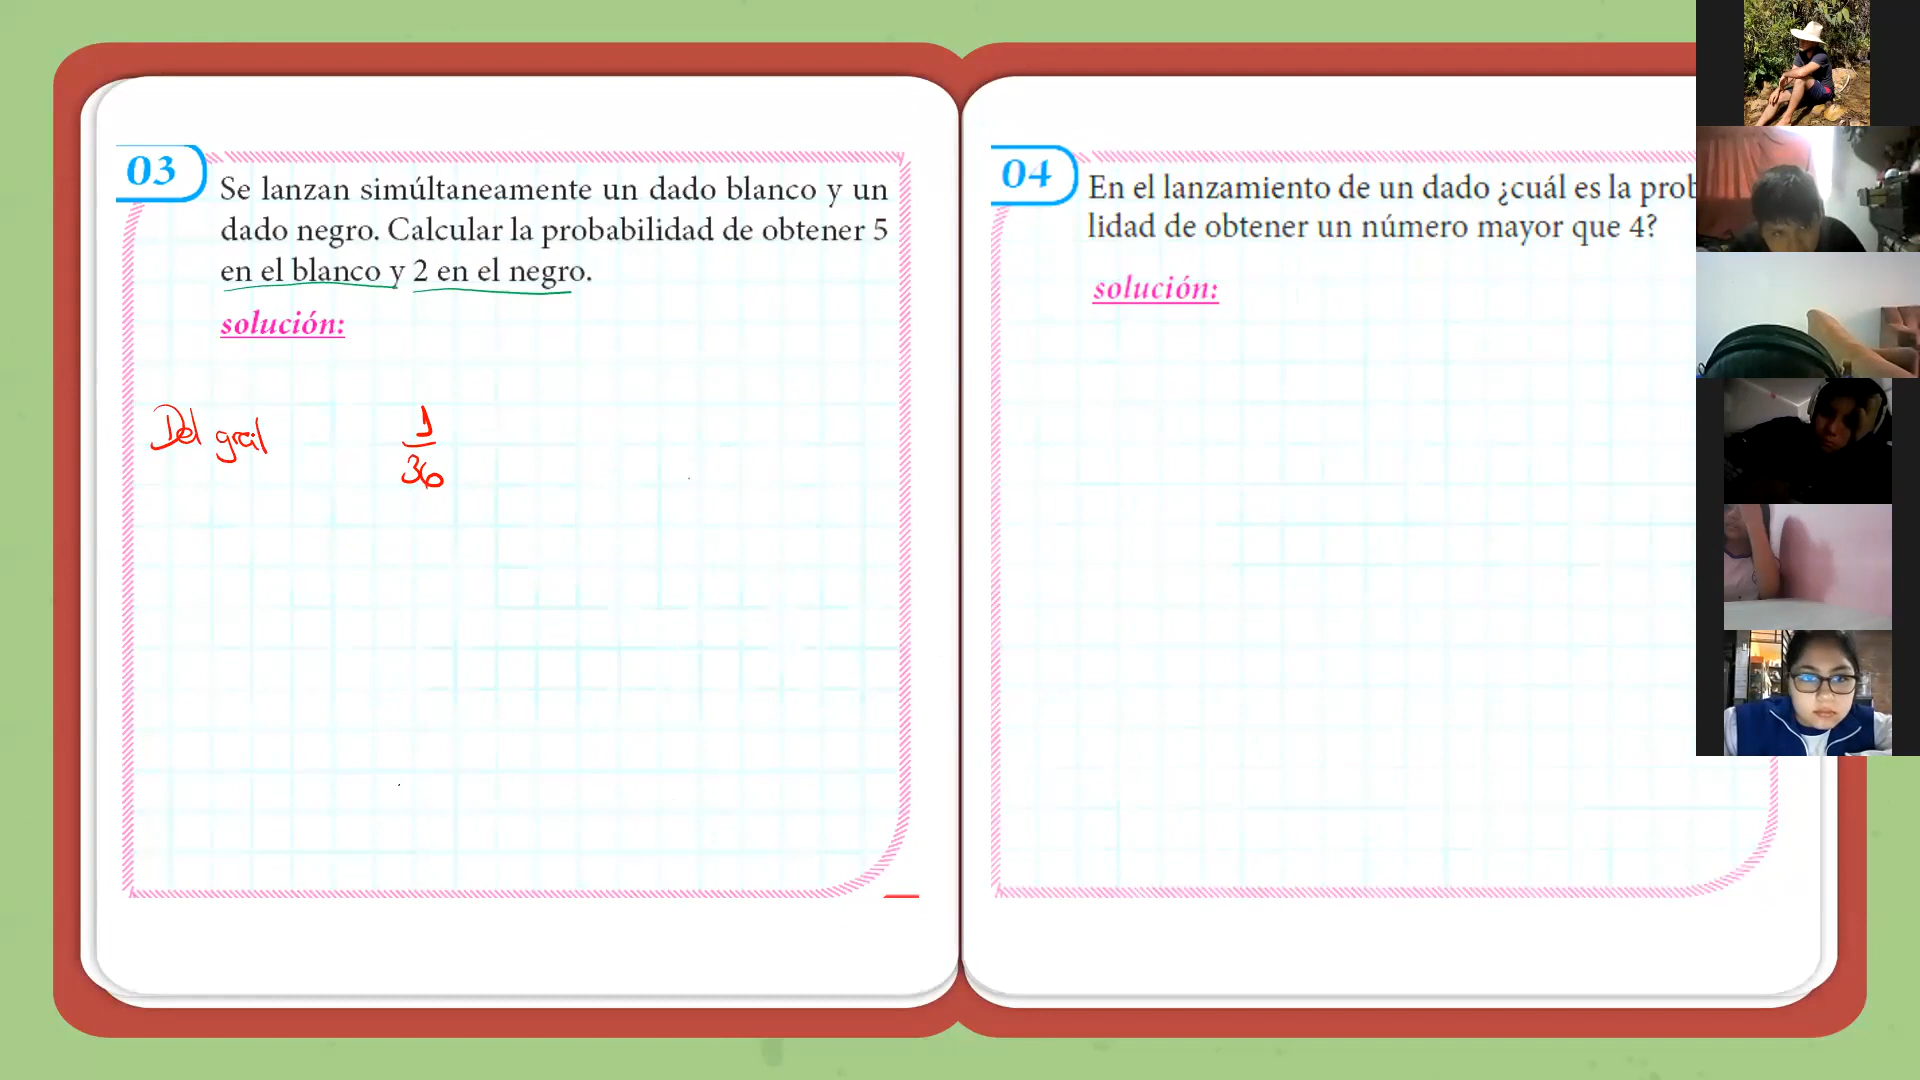 03
Se lanzan simúltaneamente un dado blanco y un
dado negro. Calcular la probabilidad de obtener 5
en el blanco y 2 en el negro.
solución:
Del
1
36
04
En el lanzamiento de un dado ¿cuál es la prob
lidad de obtener un número mayor que 4?
solución: